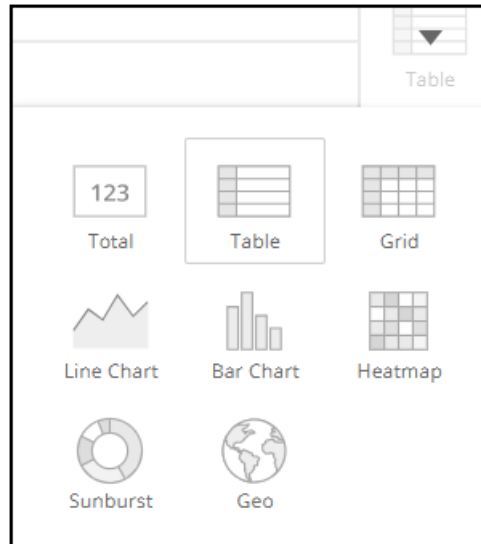 Table
123
Total Table Grid
Line Chart Bar Chart Heatmap
Sunburst Geo